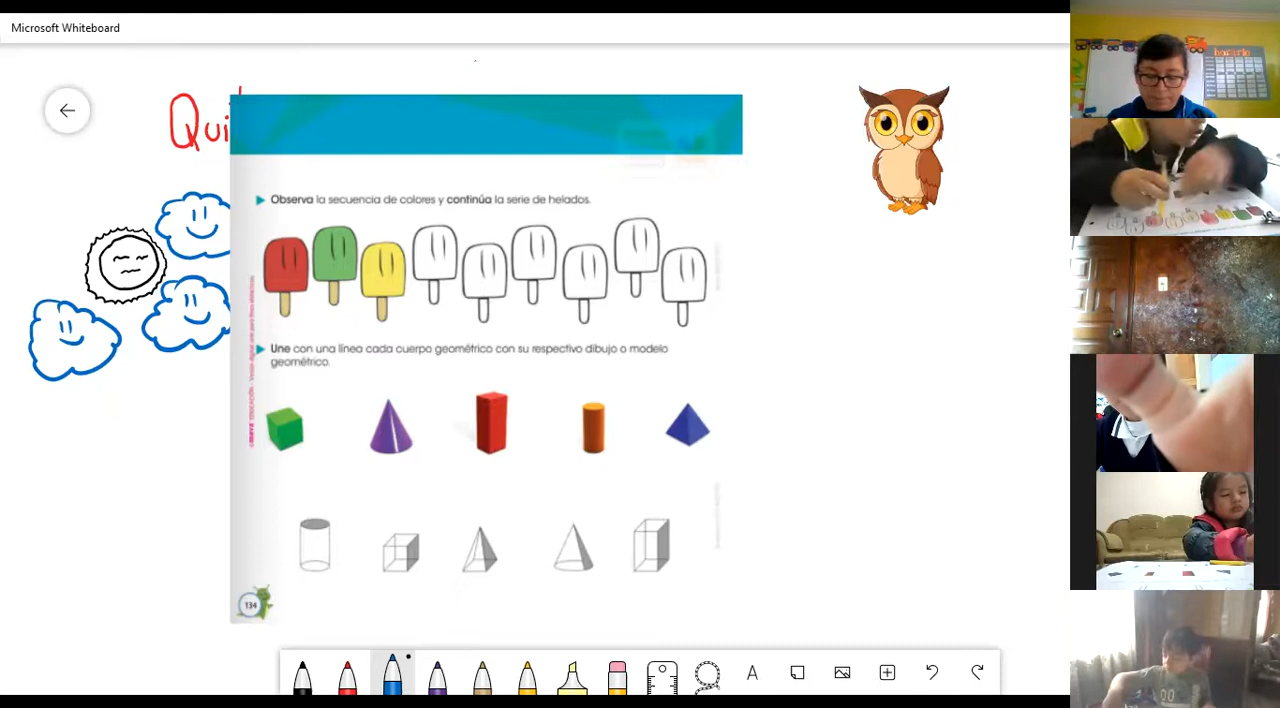 Microsoft Whiteboard
Qui
horario
Observa la secuencia de colores y continúa la serie de helados.
Une con una línea cada cuerpo geométrico con su respectivo dibujo o modelo
geométrico.
134
A